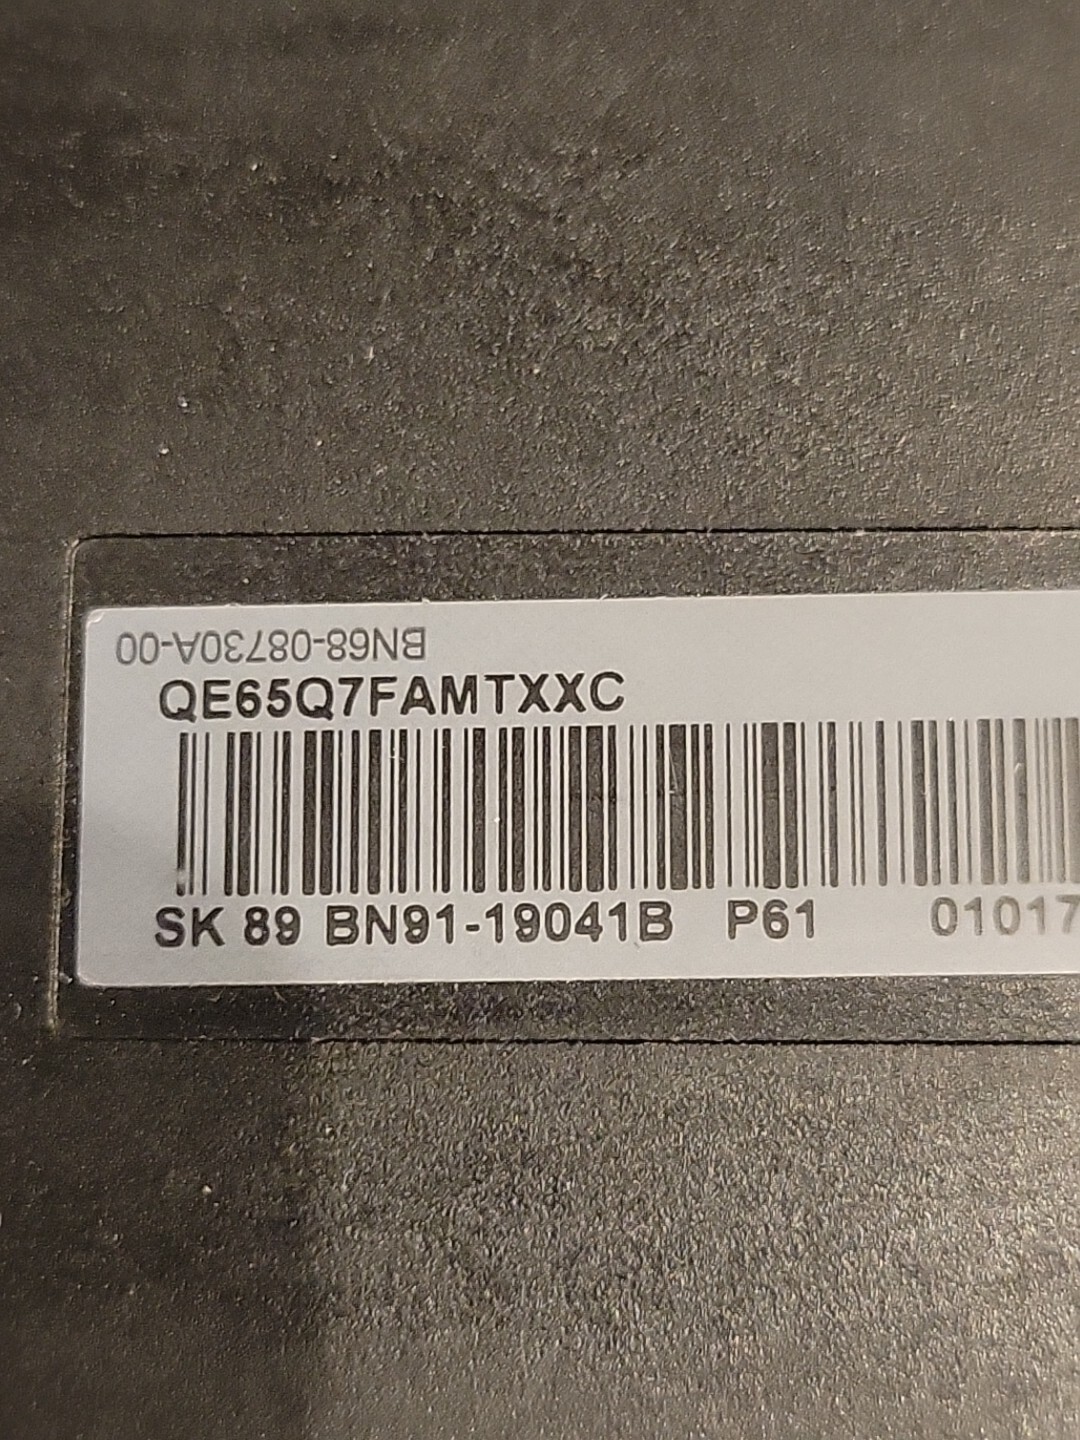 BN68-08730A-00
QE65Q7FAMTXXC
SK 89 BN91-19041B P61 01017